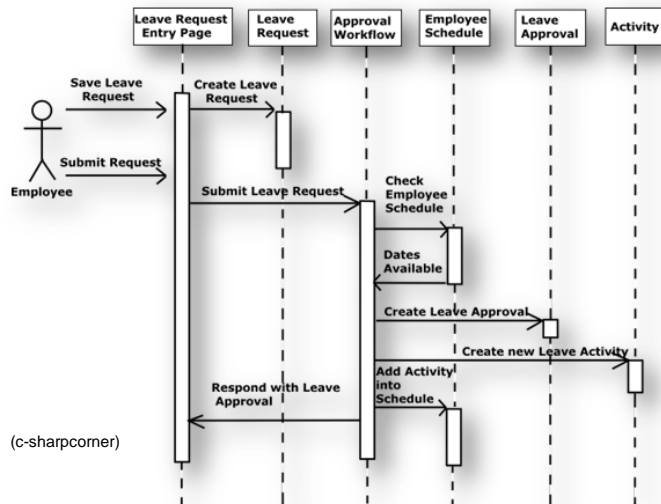 Leave Request
Entry Page
Leave
Request
Approval
Workflow
Employee
Schedule
Leave
Approval
Activity
Save Leave
Request
Create Leave
Request
Submit Request
Employee
Submit Leave Request
Check
Employee
Schedule
Dates
Available
Create Leave Approval
Create new Leave Activity
Add Activity
into
Schedule
Respond with Leave
Approval
(c-sharpcorner)